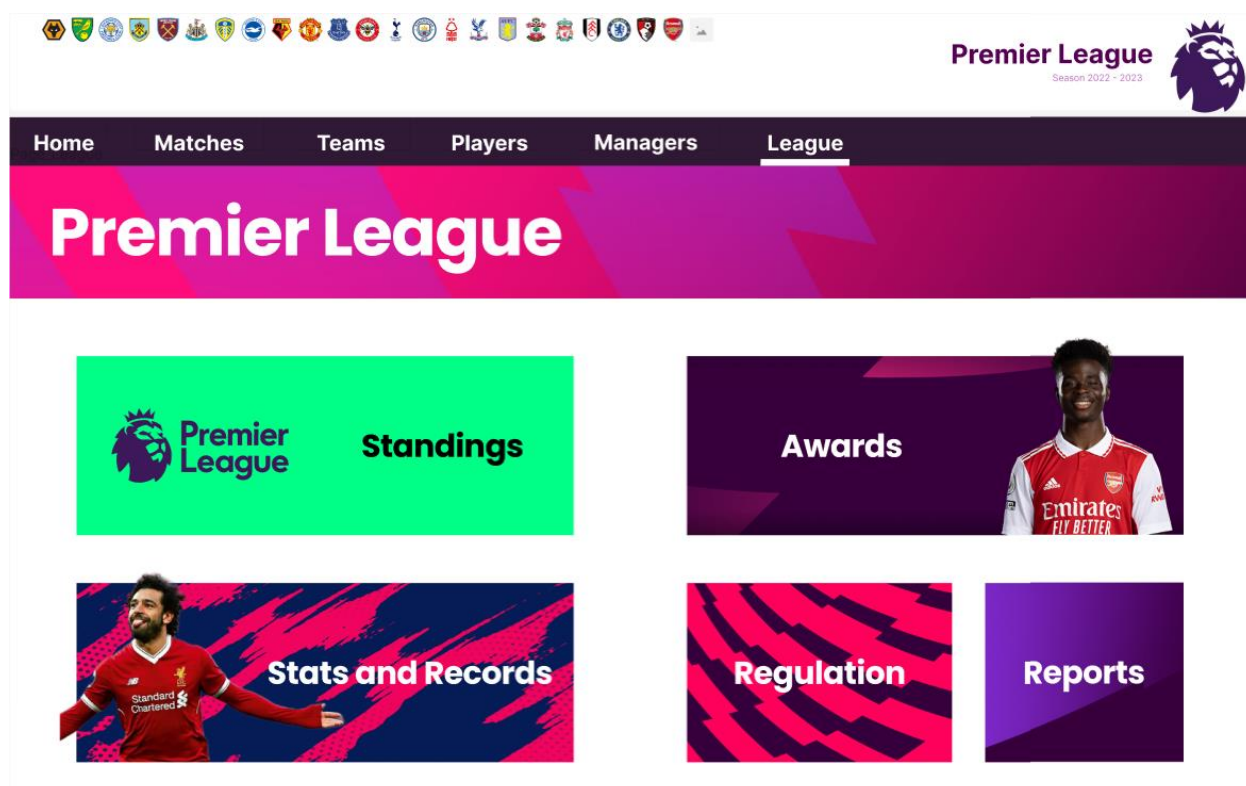 Premier League
Season 2022 - 2023
Home Matches Teams Players Managers League
Premier League
Premier
League
Standings
Awards
Emirates
FLY BETTER
Stats and Records
Standard
Chartered
Regulation
Reports